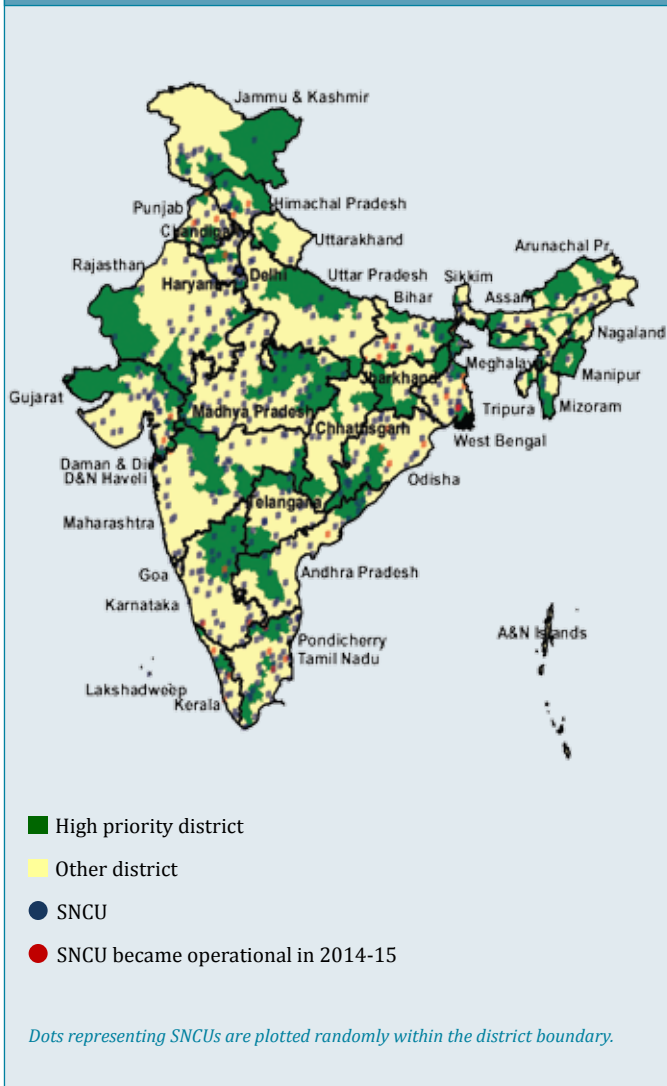 Jammu & Kashmir
Himachal Pradesh
Punjab
Chandigarh
Uttarakhand
Arunachal Pr.
Rajasthan
Haryana
Delhi
Uttar Pradesh
Sikkim
Bihar
Assam
Nagaland
Meghalaya
Manipur
Jharkhand
Gujarat
Madhya Pradesh
Tripura
Mizoram
Chhattisgarh
West Bengal
Daman & Diu
D&N Haveli
Odisha
Telangana
Maharashtra
Goa
Andhra Pradesh
Karnataka
A&N Islands
Pondicherry
Tamil Nadu
Lakshadweep
Kerala
High priority district
Other district
SNCU
SNCU became operational in 2014-15
Dots representing SNCUs are plotted randomly within the district boundary.